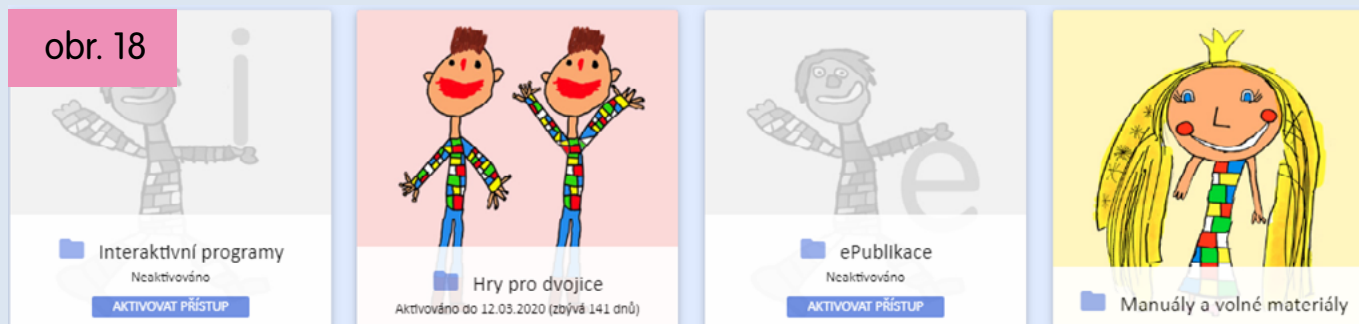 obr. 18
Interaktivní programy
Neaktivováno
AKTIVOVAT PŘÍSTUP
Hry pro dvojice
Aktivováno do 12.03.2020 (zbývá 141 dnů)
ePublikace
Neaktivováno
AKTIVOVAT PŘÍSTUP
Manuály a volné materiály